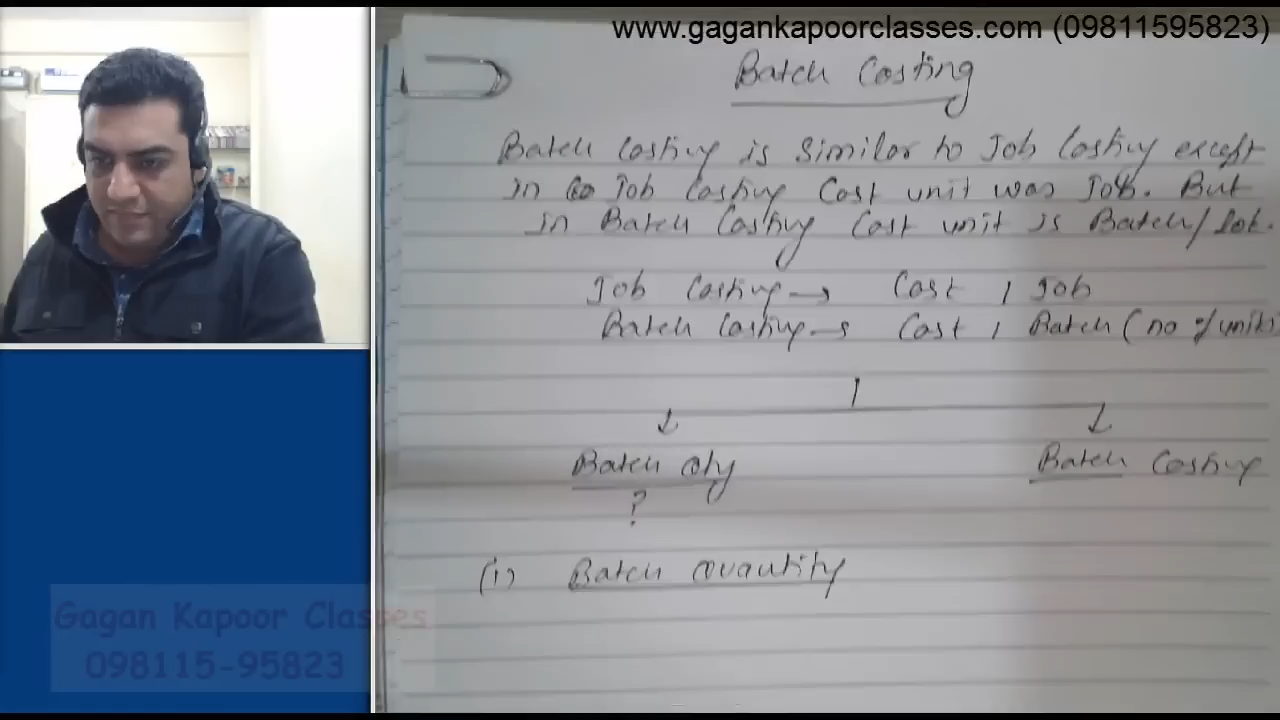 www.gagankapoorclasses.com (09811595823)
Batch Costing
Batch Costing is similar to Job Costing except
in Job Costing Cost unit was Job. But
in Batch Costing Cost unit is Batch/lot.
Job Costing → Cost / Job
Batch Costing → Cost / Batch (no of units
Batch Qty
Batch Costing
?
(i) Batch Quantity
Gagan Kapoor Classes
098115-95823